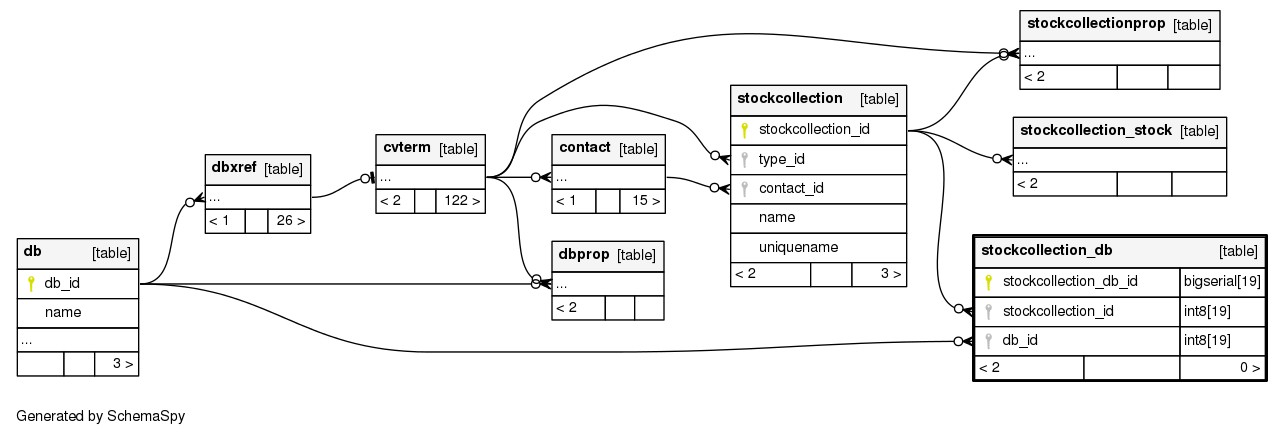 stockcollectionprop [table]
...
< 2
stockcollection [table]
stockcollection_id
type_id
contact_id
name
uniquename
< 2 3 >
stockcollection_stock [table]
...
< 2
cvterm [table]
...
< 2 122 >
contact [table]
...
< 1 15 >
dbxref [table]
...
< 1 26 >
db [table]
db_id
name
...
3 >
dbprop [table]
...
< 2
stockcollection_db [table]
stockcollection_db_id bigserial[19]
stockcollection_id int8[19]
db_id int8[19]
< 2 0 >
Generated by SchemaSpy